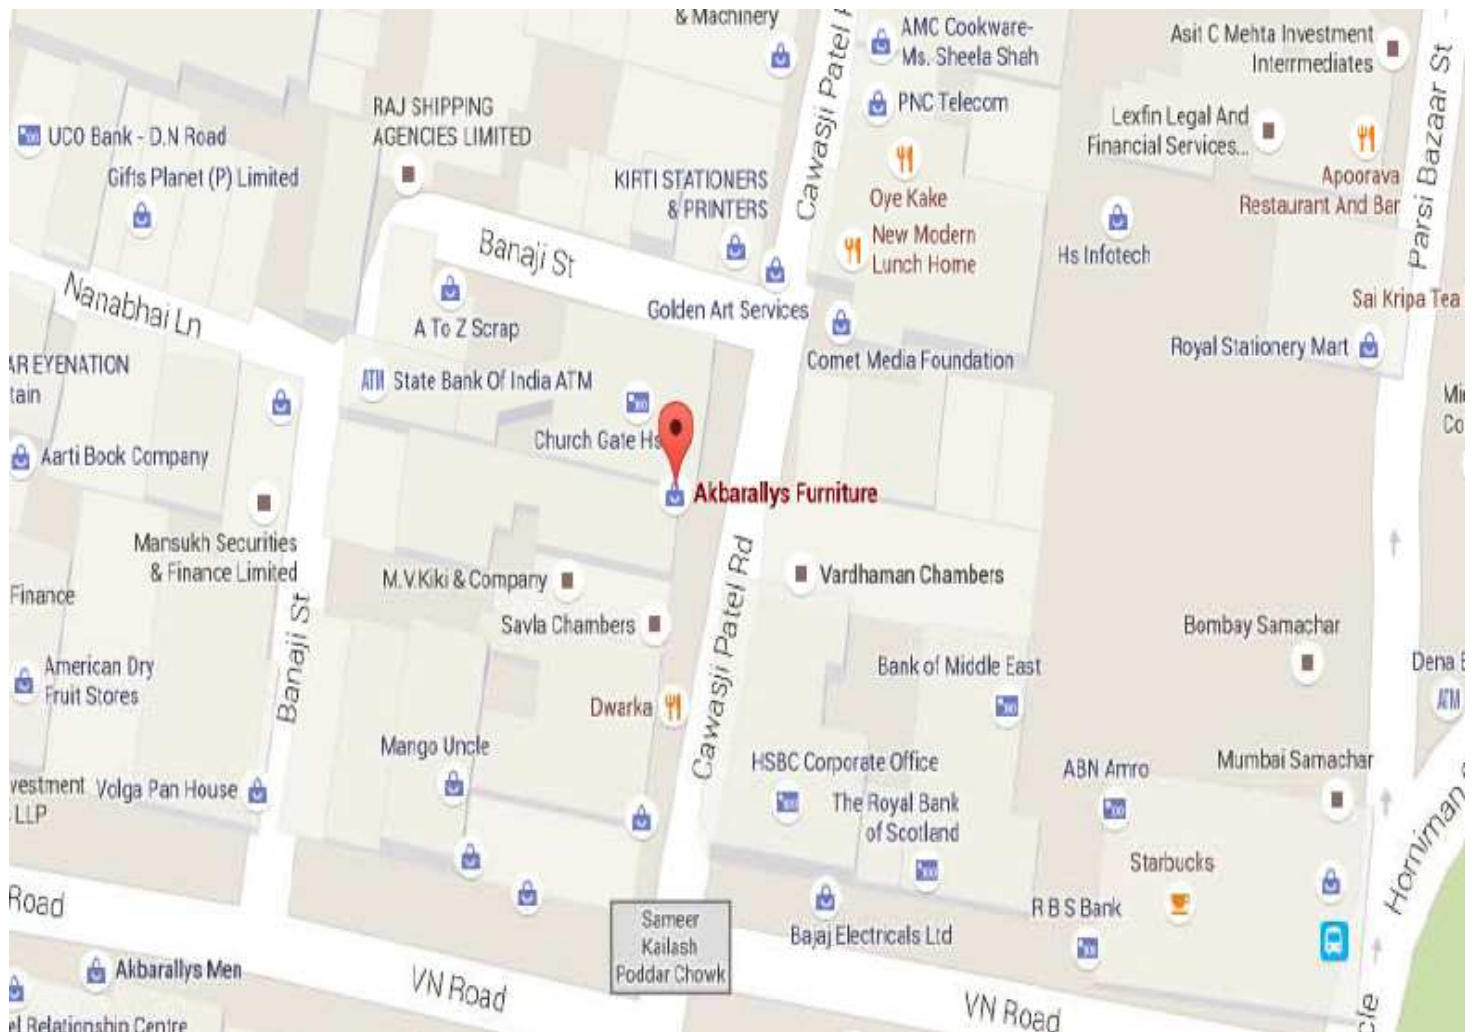 & Machinery
Cawasji Patel
AMC Cookware-
Ms. Sheela Shah
Asit C Mehta Investment
Interrmediates
Parsi Bazaar St
RAJ SHIPPING
AGENCIES LIMITED
PNC Telecom
Lexfin Legal And
Financial Services...
UCO Bank - D.N Road
Gifts Planet (P) Limited
KIRTI STATIONERS
& PRINTERS
Oye Kake
Apoorava
Restaurant And Bar
Banaji St
New Modern
Lunch Home
Hs Infotech
Nanabhai Ln
Golden Art Services
Sai Kripa Tea
A To Z Scrap
Comet Media Foundation
Royal Stationery Mart
AR EYENATION
tain
ATM
State Bank Of India ATM
Church Gate Hs
Aarti Book Company
Akbarallys Furniture
Mansukh Securities
& Finance Limited
Finance
M.V.Kiki & Company
Savla Chambers
Vardhaman Chambers
Cawasji Patel Rd
Banaji St
Bombay Samachar
American Dry
Fruit Stores
Bank of Middle East
Dena
ATM
Dwarka
Mango Uncle
HSBC Corporate Office
ABN Amro
Mumbai Samachar
vestment
LLP
Volga Pan House
The Royal Bank
of Scotland
Horniman
Starbucks
Road
R B S Bank
Bajaj Electricals Ltd
Sameer
Kailash
Poddar Chowk
Akbarallys Men
VN Road
VN Road
cle
el Relationship Centre